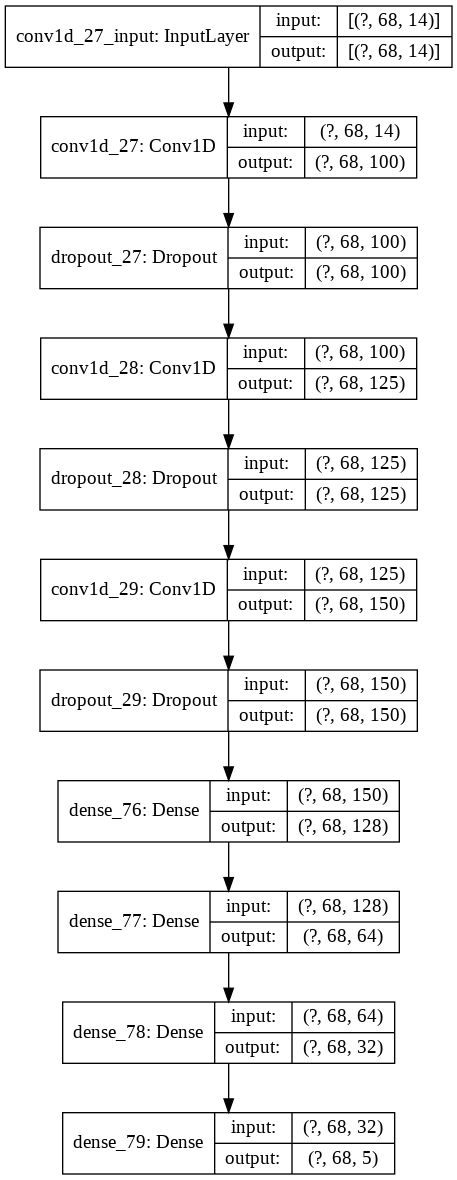 conv1d_27_input: InputLayer
input: [(?, 68, 14)]
output: [(?, 68, 14)]
conv1d_27: Conv1D
input: (?, 68, 14)
output: (?, 68, 100)
dropout_27: Dropout
input: (?, 68, 100)
output: (?, 68, 100)
conv1d_28: Conv1D
input: (?, 68, 100)
output: (?, 68, 125)
dropout_28: Dropout
input: (?, 68, 125)
output: (?, 68, 125)
conv1d_29: Conv1D
input: (?, 68, 125)
output: (?, 68, 150)
dropout_29: Dropout
input: (?, 68, 150)
output: (?, 68, 150)
dense_76: Dense
input: (?, 68, 150)
output: (?, 68, 128)
dense_77: Dense
input: (?, 68, 128)
output: (?, 68, 64)
dense_78: Dense
input: (?, 68, 64)
output: (?, 68, 32)
dense_79: Dense
input: (?, 68, 32)
output: (?, 68, 5)